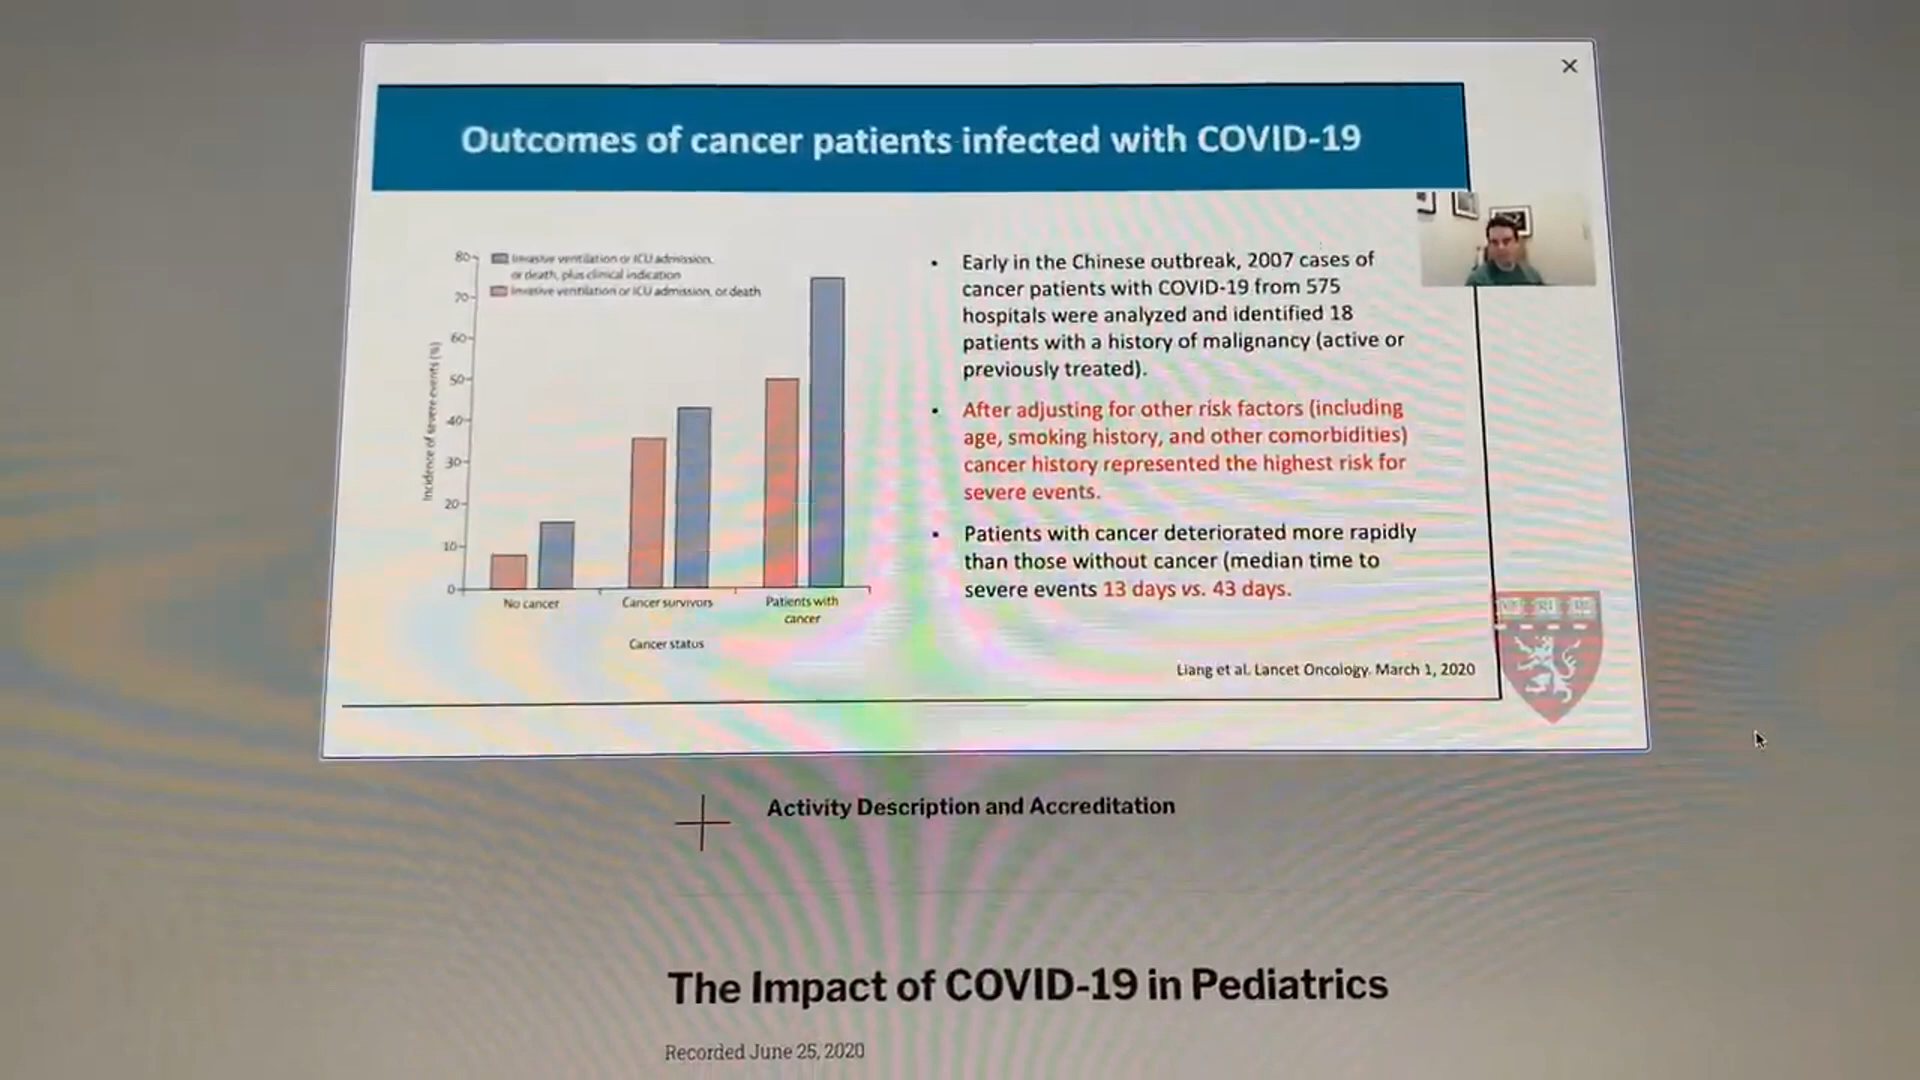 Outcomes of cancer patients infected with COVID-19
80
70
60
50
40
30
20
10
0
Incidence of severe events (%)
Invasive ventilation or ICU admission,
or death, plus clinical indication
Invasive ventilation or ICU admission, or death
No cancer
Cancer survivors
Patients with
cancer
Cancer status
• Early in the Chinese outbreak, 2007 cases of
cancer patients with COVID-19 from 575
hospitals were analyzed and identified 18
patients with a history of malignancy (active or
previously treated).
• After adjusting for other risk factors (including
age, smoking history, and other comorbidities)
cancer history represented the highest risk for
severe events.
• Patients with cancer deteriorated more rapidly
than those without cancer (median time to
severe events 13 days vs. 43 days.
Liang et al. Lancet Oncology. March 1, 2020
Activity Description and Accreditation
The Impact of COVID-19 in Pediatrics
Recorded June 25, 2020